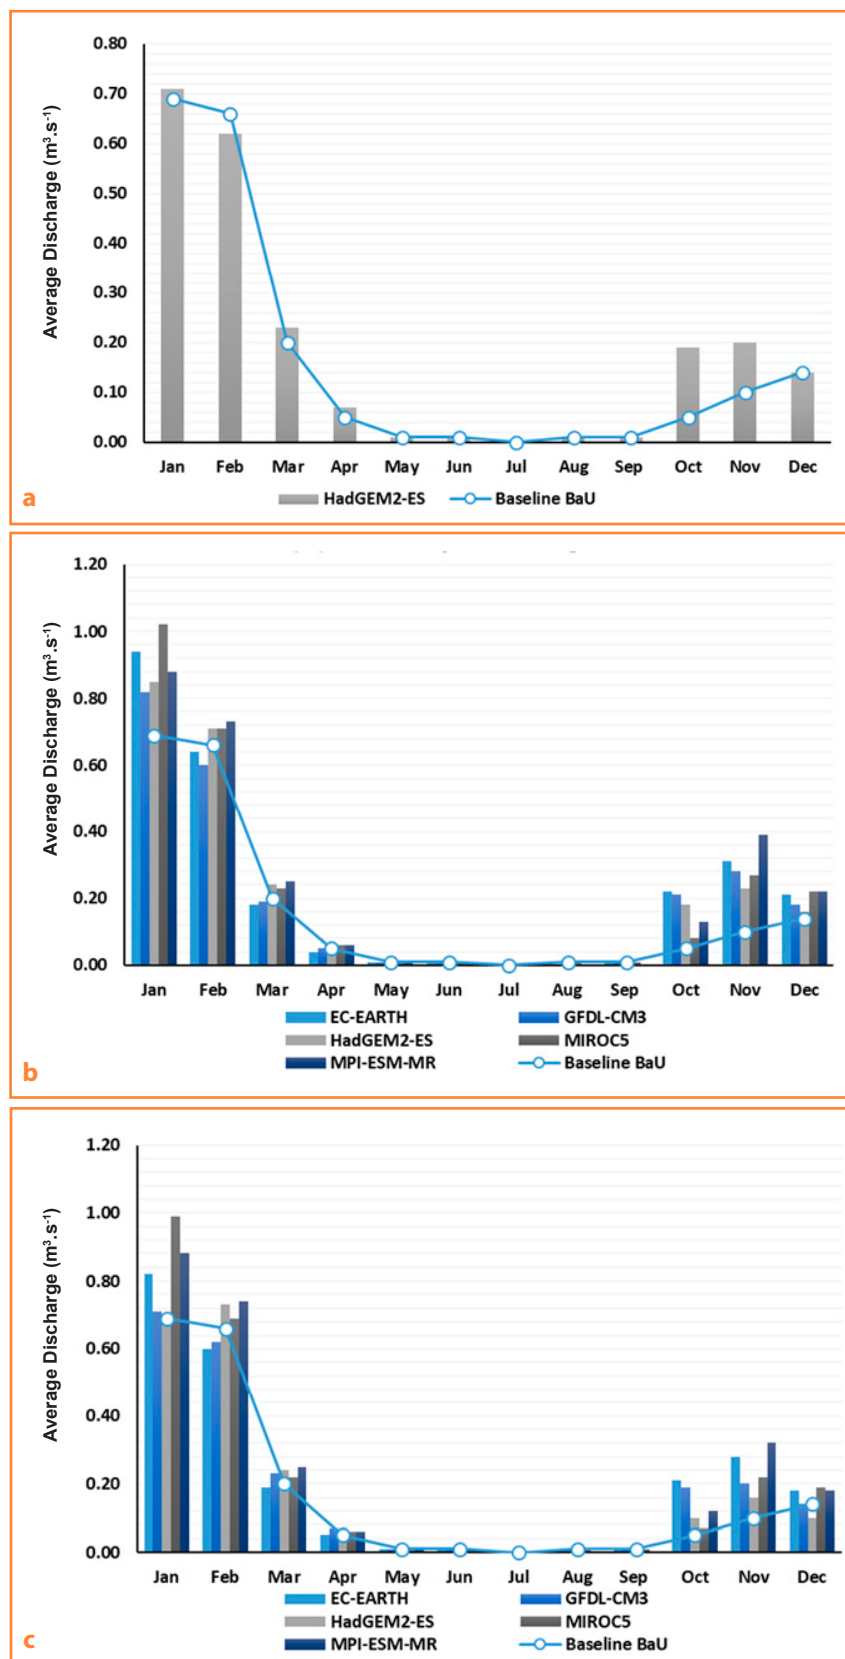 0.80
0.70
0.60
0.50
0.40
0.30
0.20
0.10
0.00
Average Discharge (m³.s⁻¹)
Jan Feb Mar Apr May Jun Jul Aug Sep Oct Nov Dec
HadGEM2-ES Baseline BaU
a
1.20
1.00
0.80
0.60
0.40
0.20
0.00
Average Discharge (m³.s⁻¹)
Jan Feb Mar Apr May Jun Jul Aug Sep Oct Nov Dec
EC-EARTH GFDL-CM3
HadGEM2-ES MIROC5
MPI-ESM-MR Baseline BaU
b
1.20
1.00
0.80
0.60
0.40
0.20
0.00
Average Discharge (m³.s⁻¹)
Jan Feb Mar Apr May Jun Jul Aug Sep Oct Nov Dec
EC-EARTH GFDL-CM3
HadGEM2-ES MIROC5
MPI-ESM-MR Baseline BaU
c